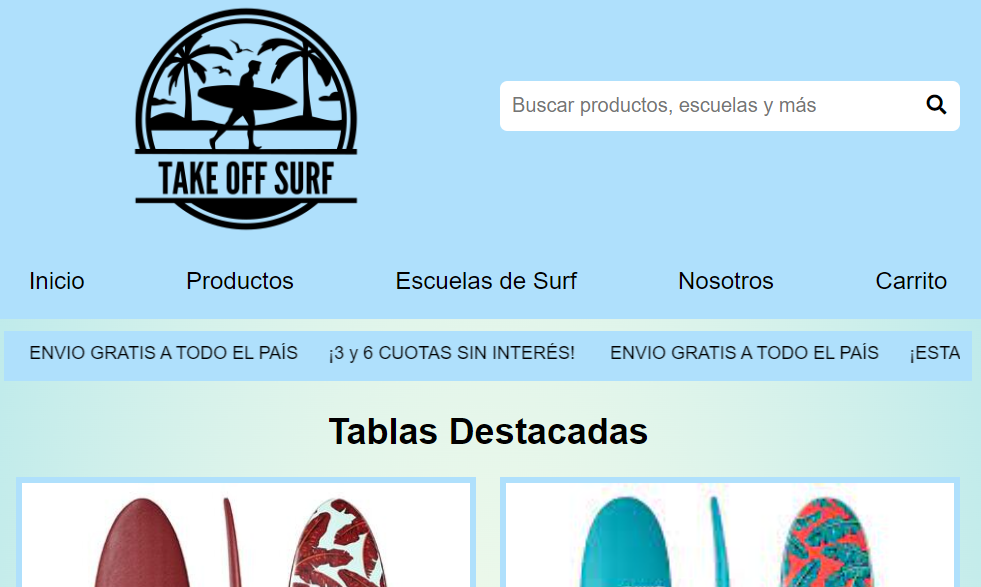 TAKE OFF SURF
Buscar productos, escuelas y más
Inicio Productos Escuelas de Surf Nosotros Carrito
ENVIO GRATIS A TODO EL PAÍS ¡3 y 6 CUOTAS SIN INTERÉS! ENVIO GRATIS A TODO EL PAÍS ¡ESTA
Tablas Destacadas